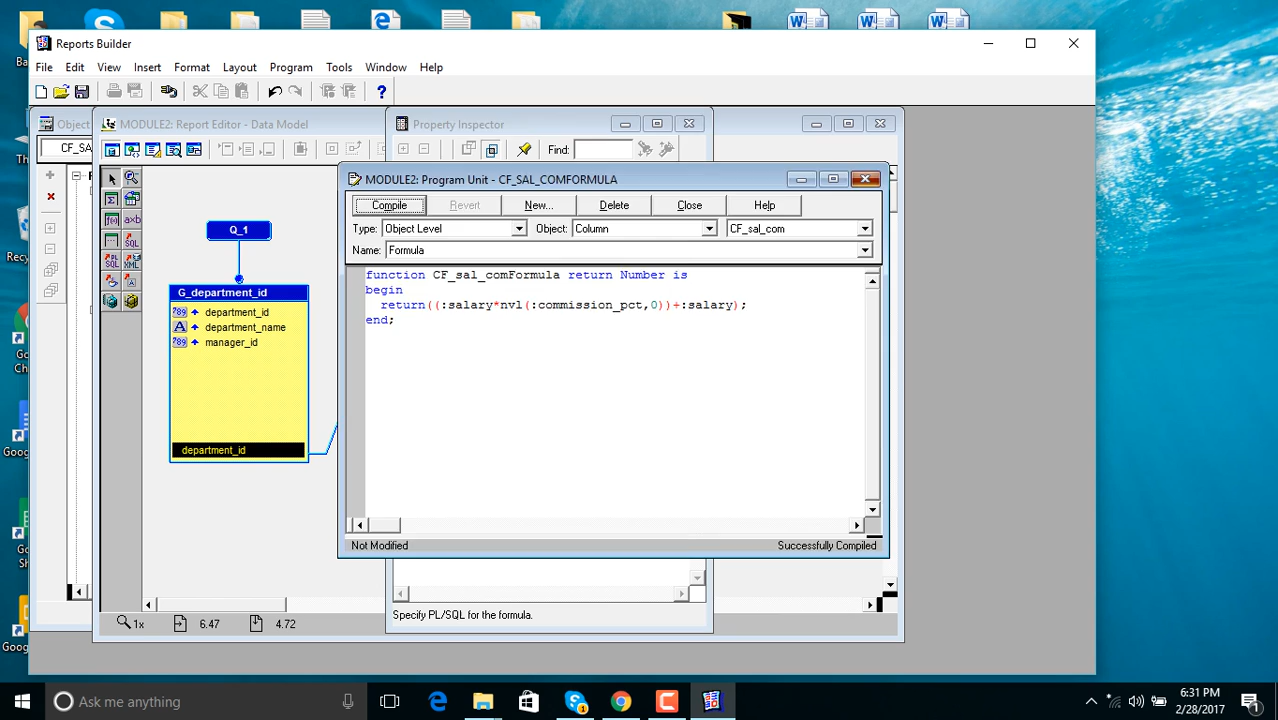 Reports Builder
File Edit View Insert Format Layout Program Tools Window Help
MODULE2: Report Editor - Data Model
Property Inspector
Object
CF_SA
Find:
MODULE2: Program Unit - CF_SAL_COMFORMULA
Compile Revert New... Delete Close Help
Type: Object Level Object: Column CF_sal_com
Name: Formula
function CF_sal_comFormula return Number is
begin
return((:salary*nvl(:commission_pct,0))+:salary);
end;
Not Modified Successfully Compiled
Q_1
G_department_id
789 department_id
A department_name
789 manager_id
department_id
Specify PL/SQL for the formula.
1x 6.47 4.72
Ask me anything
6:31 PM
2/28/2017